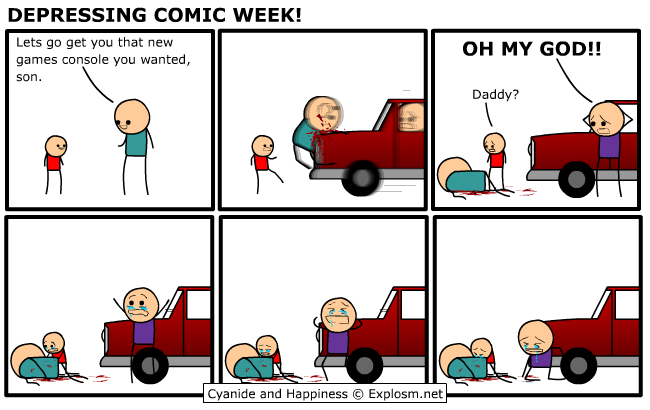 DEPRESSING COMIC WEEK!
Lets go get you that new
games console you wanted,
son.
OH MY GOD!!
Daddy?
Cyanide and Happiness © Explosm.net